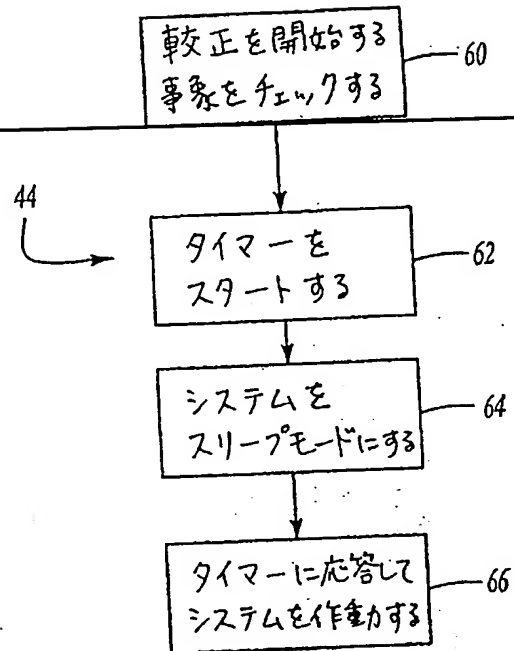 較正を開始する
事象をチェックする
60
44
タイマーを
スタートする
62
システムを
スリープモードにする
64
タイマーに応答して
システムを作動する
66